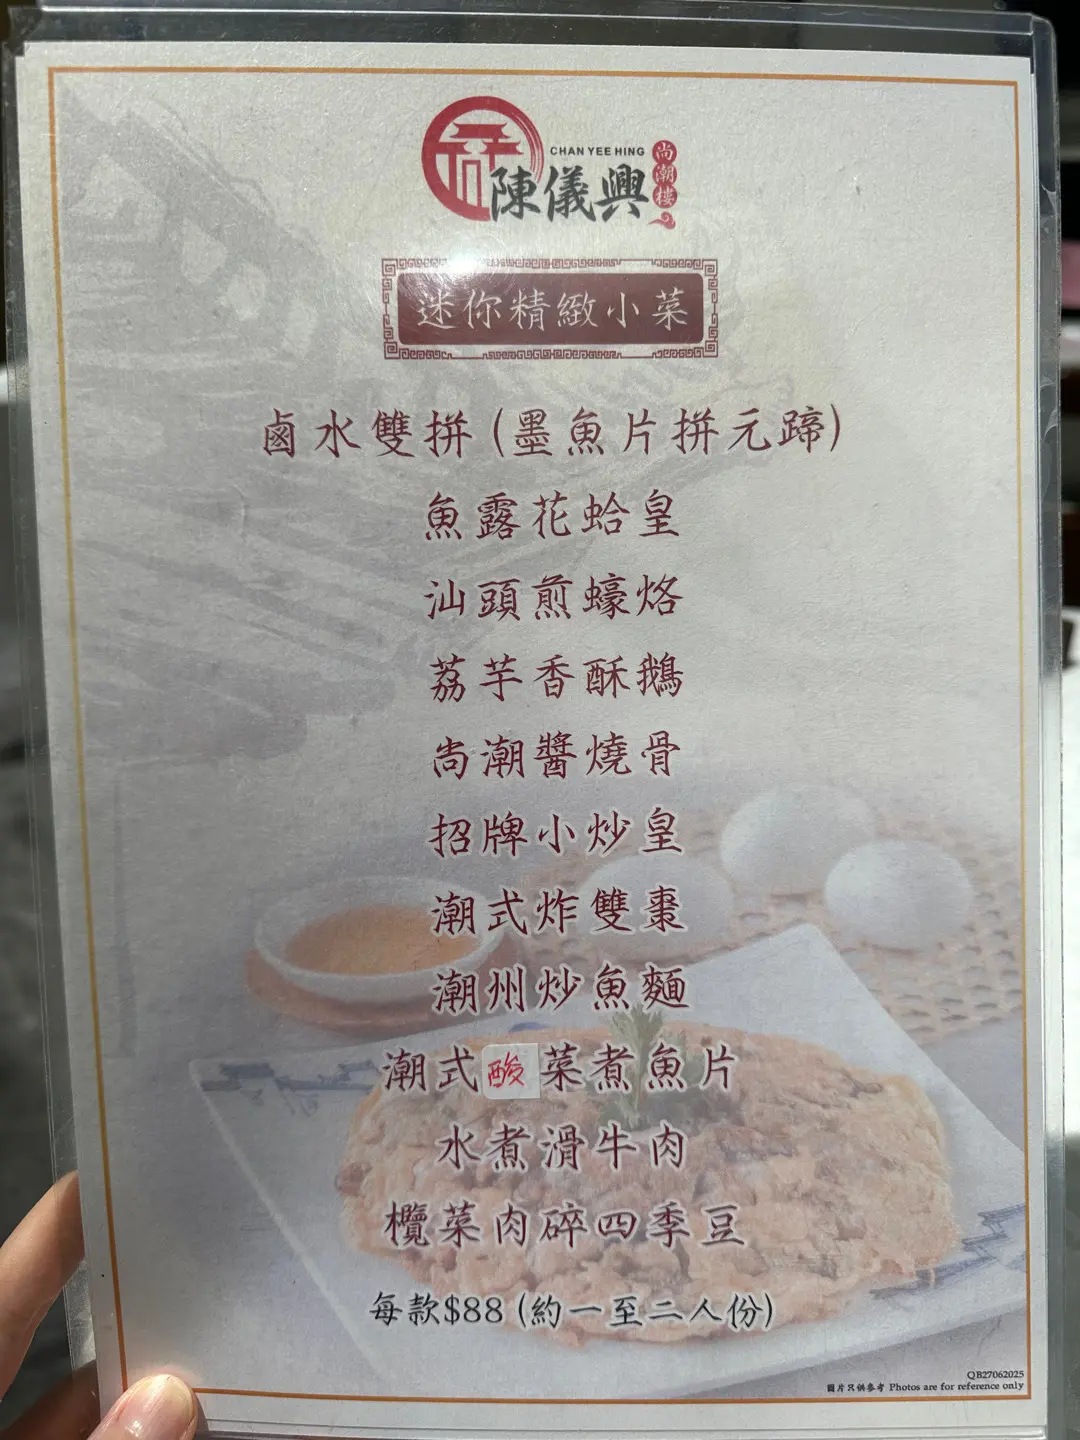 CHAN YEE HING
陳儀興
尚潮樓
迷你精緻小菜
鹵水雙拼(墨魚片拼元蹄)
魚露花蛤皇
汕頭煎蠔烙
荔芋香酥鵝
尚潮醬燒骨
招牌小炒皇
潮式炸雙棗
潮州炒魚麵
潮式酸菜煮魚片
水煮滑牛肉
欖菜肉碎四季豆
每款$88 (約一至二人份)
QB27062025
圖片只供參考 Photos are for reference only